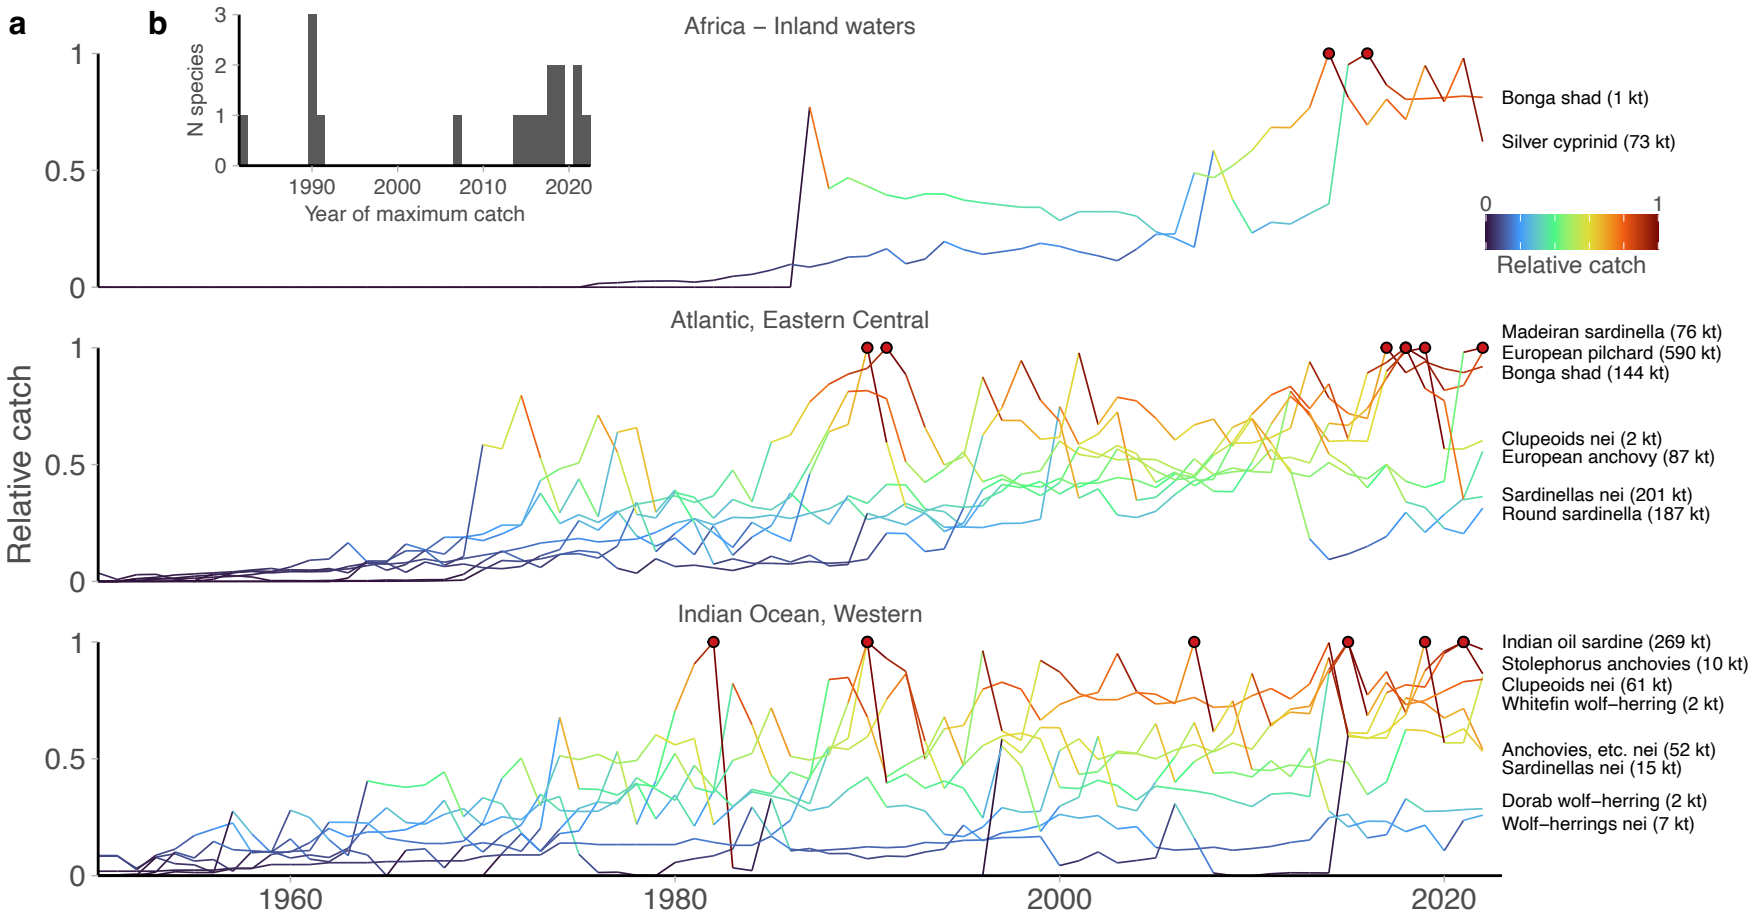 a
b
3
2
1
0
N species
1990
2000
2010
2020
Year of maximum catch
Africa – Inland waters
1
0.5
0
Bonga shad (1 kt)
Silver cyprinid (73 kt)
0
1
Relative catch
Atlantic, Eastern Central
1
0.5
0
Relative catch
Madeiran sardinella (76 kt)
European pilchard (590 kt)
Bonga shad (144 kt)
Clupeoids nei (2 kt)
European anchovy (87 kt)
Sardinellas nei (201 kt)
Round sardinella (187 kt)
Indian Ocean, Western
1
0.5
0
Indian oil sardine (269 kt)
Stolephorus anchovies (10 kt)
Clupeoids nei (61 kt)
Whitefin wolf–herring (2 kt)
Anchovies, etc. nei (52 kt)
Sardinellas nei (15 kt)
Dorab wolf–herring (2 kt)
Wolf–herrings nei (7 kt)
1960
1980
2000
2020